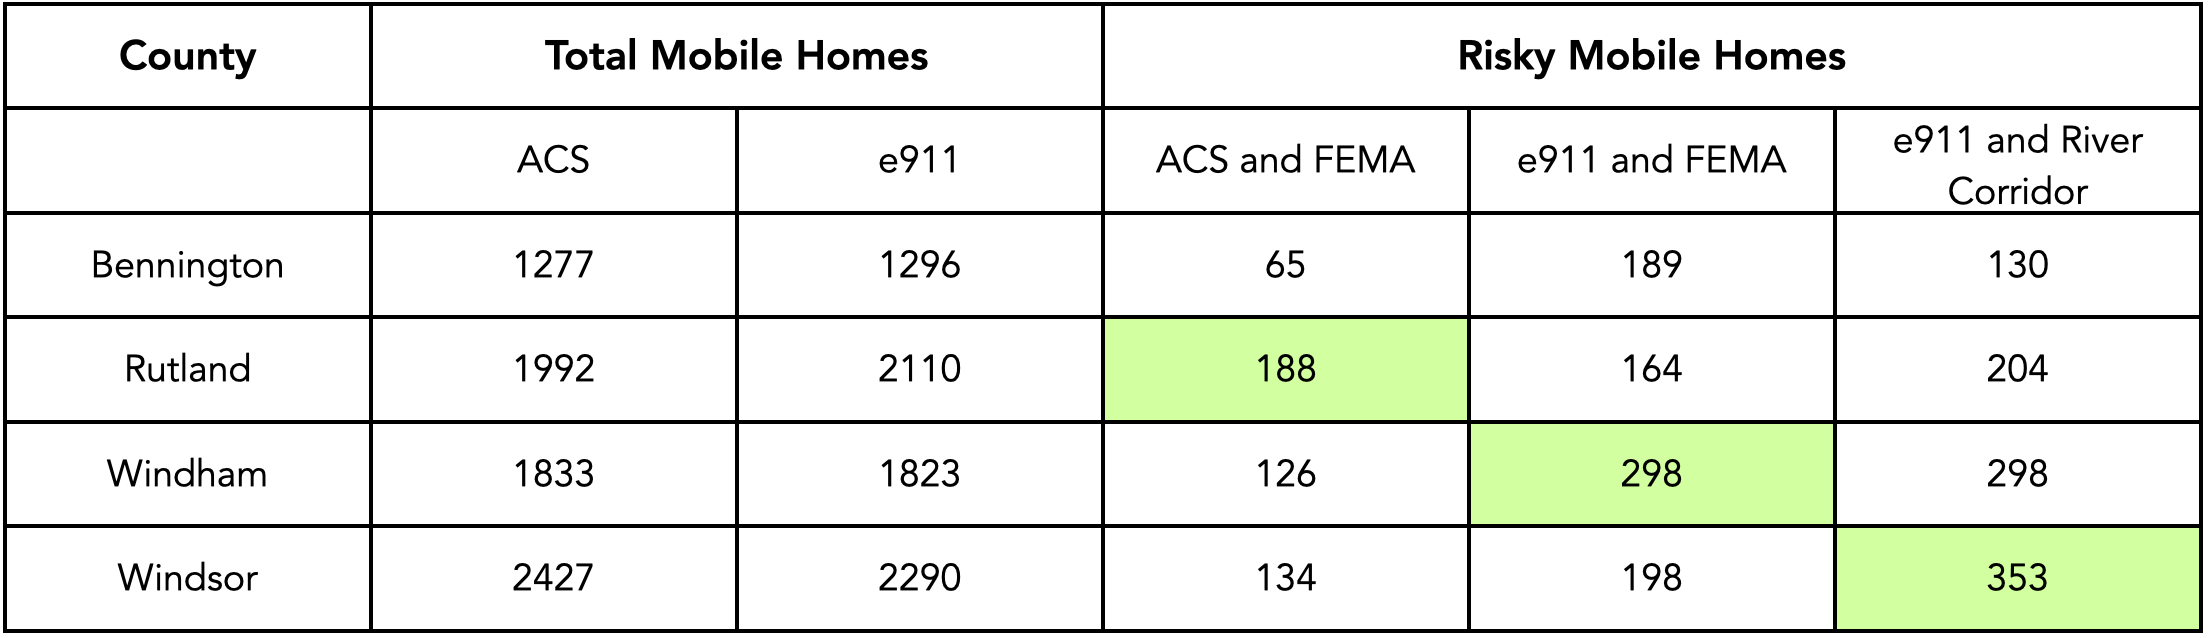 County Total Mobile Homes Risky Mobile Homes
ACS e911 ACS and FEMA e911 and FEMA e911 and River
Corridor
Bennington 1277 1296 65 189 130
Rutland 1992 2110 188 164 204
Windham 1833 1823 126 298 298
Windsor 2427 2290 134 198 353